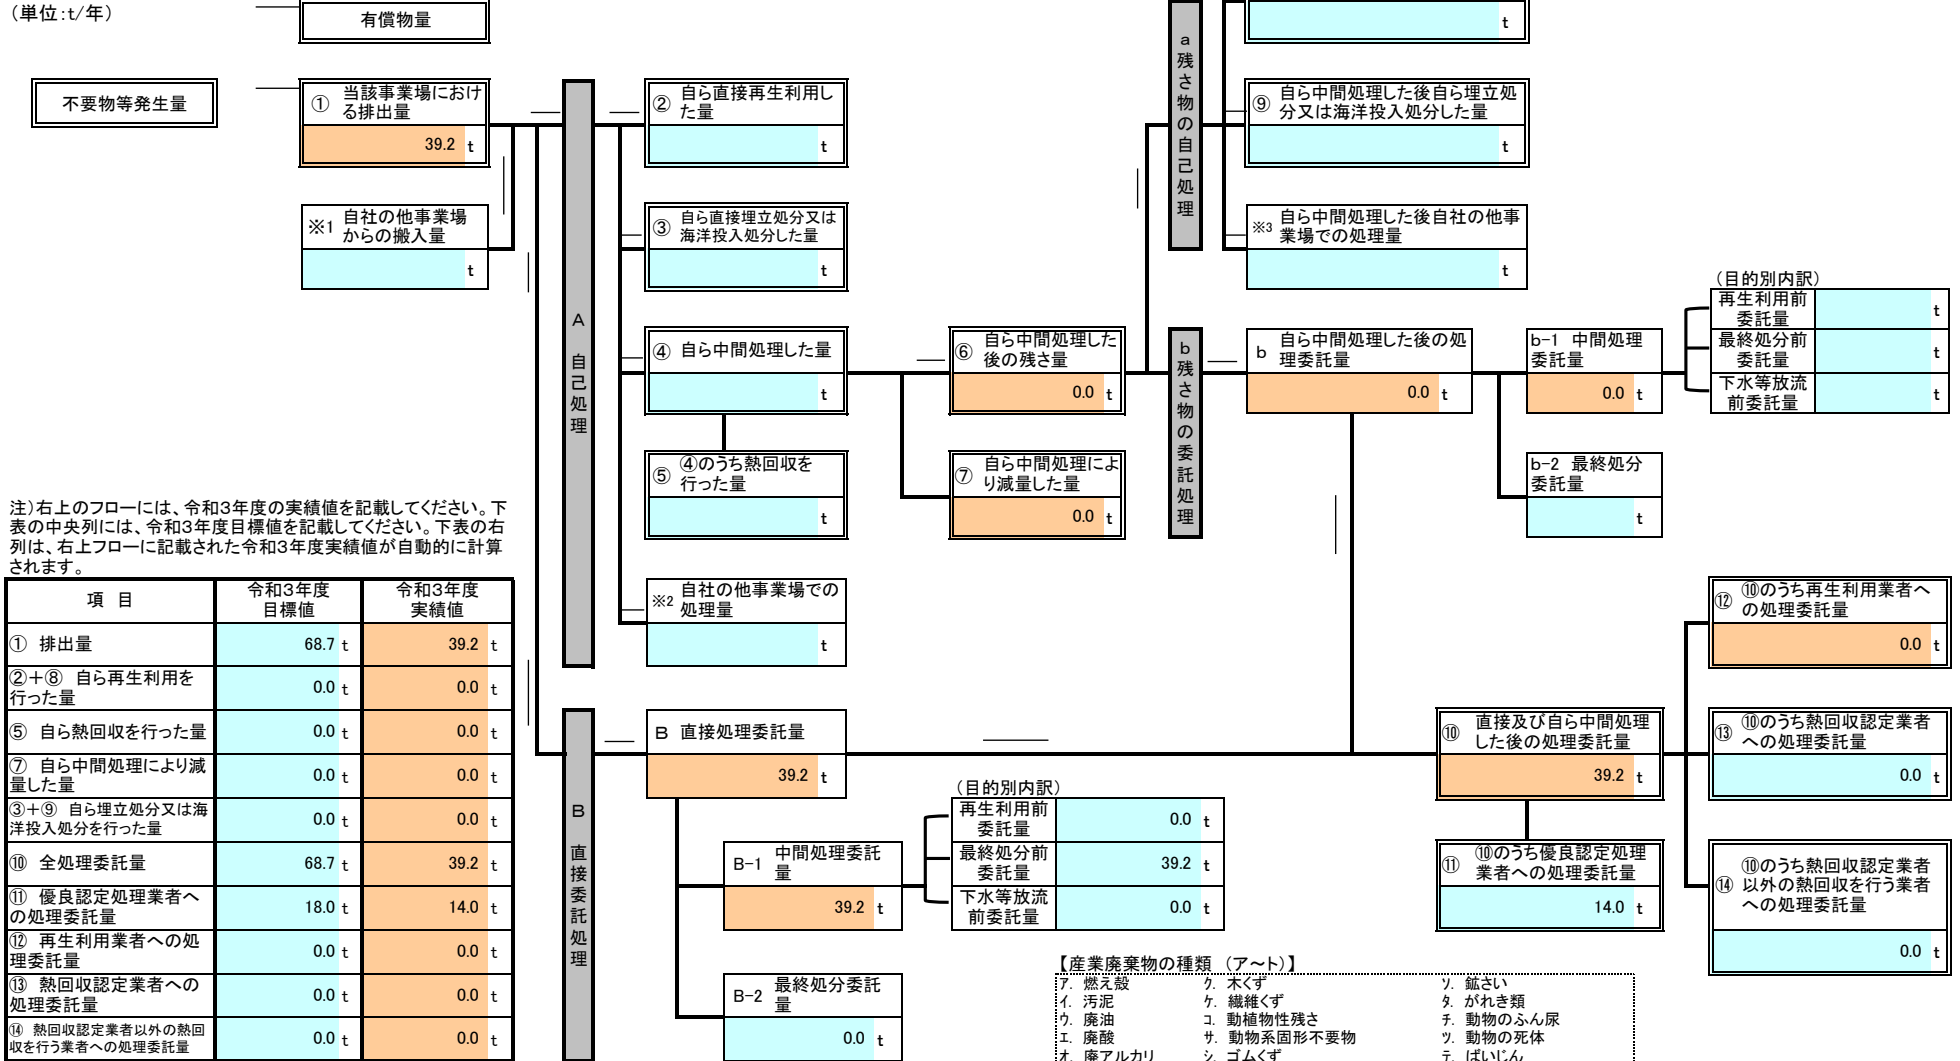 （単位：t/年）
有償物量
t
不要物等発生量
① 当該事業場におけ
る排出量
39.2 t
※1 自社の他事業場
からの搬入量
t
A 自己処理
② 自ら直接再生利用し
た量
t
③ 自ら直接埋立処分又は
海洋投入処分した量
t
④ 自ら中間処理した量
t
⑤ ④のうち熱回収を
行った量
t
※2 自社の他事業場での
処理量
t
⑥ 自ら中間処理した
後の残さ量
0.0 t
⑦ 自ら中間処理によ
り減量した量
0.0 t
a 残さ物の自己処理
⑨ 自ら中間処理した後自ら埋立処
分又は海洋投入処分した量
t
※3 自ら中間処理した後自社の他事
業場での処理量
t
b 残さ物の委託処理
b 自ら中間処理した後の処
理委託量
0.0 t
b-1 中間処理
委託量
0.0 t
b-2 最終処分
委託量
t
（目的別内訳）
再生利用前
委託量
t
最終処分前
委託量
t
下水等放流
前委託量
t
注）右上のフローには、令和3年度の実績値を記載してください。下
表の中央列には、令和3年度目標値を記載してください。下表の右
列は、右上フローに記載された令和3年度実績値が自動的に計算
されます。
項 目
令和3年度
目標値
令和3年度
実績値
① 排出量 68.7 t 39.2 t
②＋⑧ 自ら再生利用を
行った量
0.0 t 0.0 t
⑤ 自ら熱回収を行った量 0.0 t 0.0 t
⑦ 自ら中間処理により減
量した量
0.0 t 0.0 t
③＋⑨ 自ら埋立処分又は海
洋投入処分を行った量
0.0 t 0.0 t
⑩ 全処理委託量 68.7 t 39.2 t
⑪ 優良認定処理業者へ
の処理委託量
18.0 t 14.0 t
⑫ 再生利用業者への処
理委託量
0.0 t 0.0 t
⑬ 熱回収認定業者への
処理委託量
0.0 t 0.0 t
⑭ 熱回収認定業者以外の熱回
収を行う業者への処理委託量
0.0 t 0.0 t
B 直接委託処理
B 直接処理委託量
39.2 t
B-1 中間処理委託
量
39.2 t
B-2 最終処分委託
量
0.0 t
（目的別内訳）
再生利用前
委託量
0.0 t
最終処分前
委託量
39.2 t
下水等放流
前委託量
0.0 t
⑩ 直接及び自ら中間処理
した後の処理委託量
39.2 t
⑪ ⑩のうち優良認定処理
業者への処理委託量
14.0 t
⑫ ⑩のうち再生利用業者へ
の処理委託量
0.0 t
⑬ ⑩のうち熱回収認定業者
への処理委託量
0.0 t
⑭ ⑩のうち熱回収認定業者
以外の熱回収を行う業者
への処理委託量
0.0 t
【産業廃棄物の種類 （ア～ト）】
ア. 燃え殻 ク. 木くず ソ. 鉱さい
イ. 汚泥 ケ. 繊維くず タ. がれき類
ウ. 廃油 コ. 動植物性残さ チ. 動物のふん尿
エ. 廃酸 サ. 動物系固形不要物 ツ. 動物の死体
オ. 廃アルカリ シ. ゴムくず テ. ばいじん